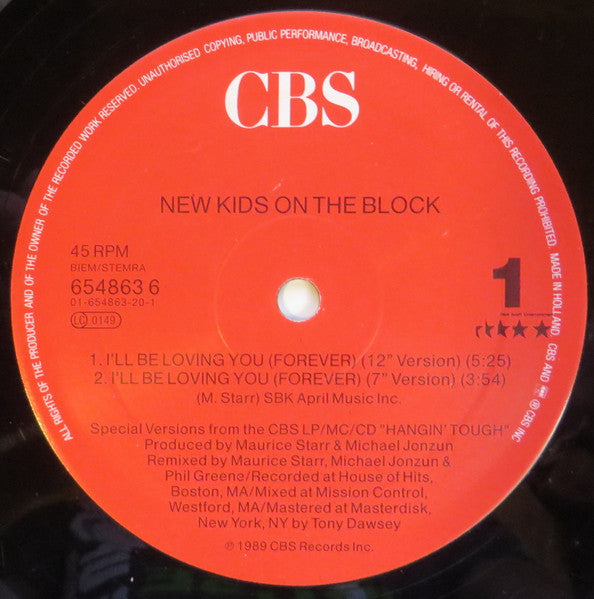 ALL RIGHTS OF THE PRODUCER AND OF THE OWNER OF THE RECORDED WORK RESERVED. UNAUTHORISED COPYING, PUBLIC PERFORMANCE, BROADCASTING, HIRING OR RENTAL OF THIS RECORDING PROHIBITED. MADE IN HOLLAND. CBS AND ℗ CBS INC
CBS
NEW KIDS ON THE BLOCK
45 RPM
BIEM/STEMRA
654863 6
01-654863-20-1
LC 0149
1
1. I'LL BE LOVING YOU (FOREVER) (12" Version) (5:25)
2. I'LL BE LOVING YOU (FOREVER) (7" Version) (3:54)
(M. Starr) SBK April Music Inc.
Special Versions from the CBS LP/MC/CD "HANGIN' TOUGH"
Produced by Maurice Starr & Michael Jonzun
Remixed by Maurice Starr, Michael Jonzun &
Phil Greene/Recorded at House of Hits,
Boston, MA/Mixed at Mission Control,
Westford, MA/Mastered at Masterdisk,
New York, NY by Tony Dawsey
℗ 1989 CBS Records Inc.